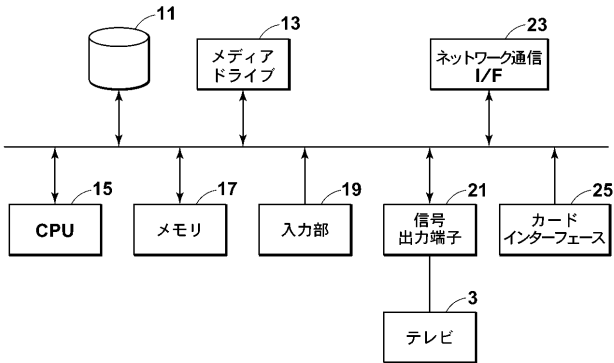 11
13
メディア
ドライブ
23
ネットワーク通信
I/F
15
CPU
17
メモリ
19
入力部
21
信号
出力端子
25
カード
インターフェース
3
テレビ